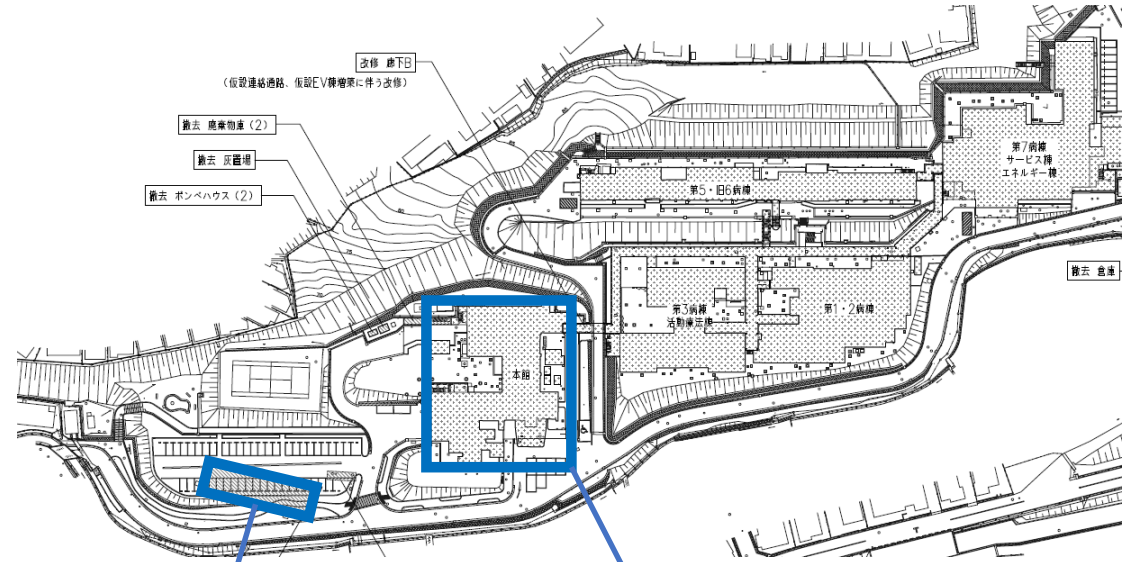 改修 廊下B
(仮設連絡通路、仮設EV棟増築に伴う改修)
撤去 廃棄物庫(2)
撤去 灰置場
撤去 ボンベハウス(2)
第7病棟
サービス棟
エネルギー棟
第5・旧6病棟
撤去 倉庫
第3病棟
活動療法棟
第1・2病棟
本館
T